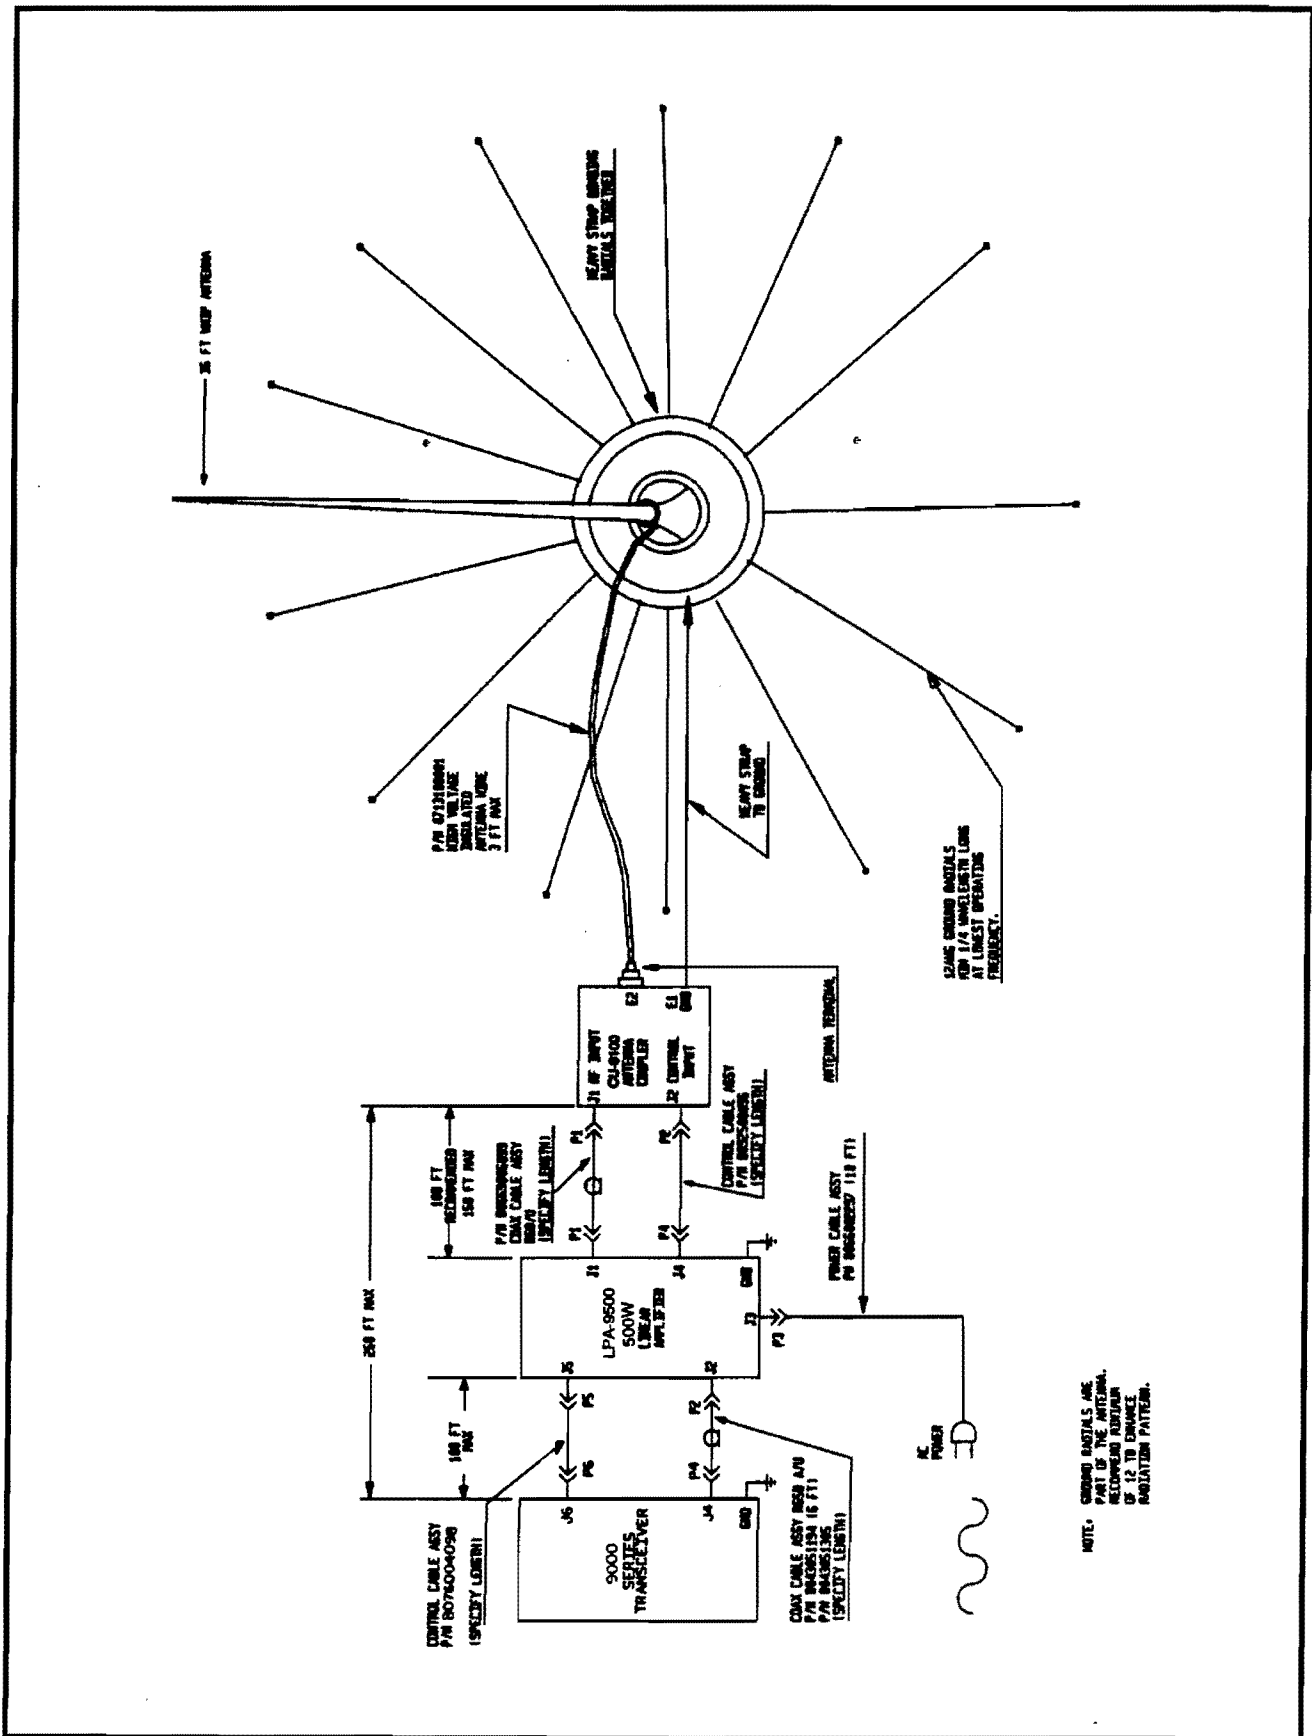 35 FT WHIP ANTENNA
HEAVY STRAP BONDING
RADIALS TOGETHER
HIGH VOLTAGE
INSULATED
ANTENNA WIRE
3 FT MAX
HEAVY STRAP
TO GROUND
12AWG GROUND RADIALS
MIN 1/4 WAVELENGTH LONG
AT LOWEST OPERATING
FREQUENCY.
ANTENNA TERMINAL
E2
E1
GND
J1 RF INPUT
ANTENNA
COUPLER
J2 CONTROL
INPUT
250 FT MAX
100 FT
RECOMMENDED
150 FT MAX
100 FT
MAX
COAX CABLE ASSY
(SPECIFY LENGTH)
P1
P1
P2
P4
CONTROL CABLE ASSY
(SPECIFY LENGTH)
J1
J4
GND
LPA-9500
500W
LINEAR
AMPLIFIER
J3
P3
J5
J2
POWER CABLE ASSY
AC
POWER
P5
P6
P2
P4
CONTROL CABLE ASSY
P/N 8076004098
(SPECIFY LENGTH)
COAX CABLE ASSY RG58 A/U
(SPECIFY LENGTH)
J6
J4
GND
9000
SERIES
TRANSCEIVER
NOTE: GROUND RADIALS ARE
PART OF THE ANTENNA.
RECOMMEND MINIMUM
OF 12 TO ENHANCE
RADIATION PATTERN.